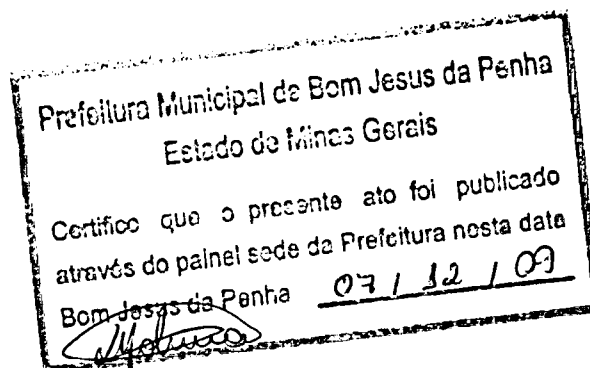 Prefeitura Municipal de Bom Jesus da Penha
Estado de Minas Gerais
Certifico que o presente ato foi publicado
através do painel sede da Prefeitura nesta data
Bom Jesus da Penha 07 / 12 / 09